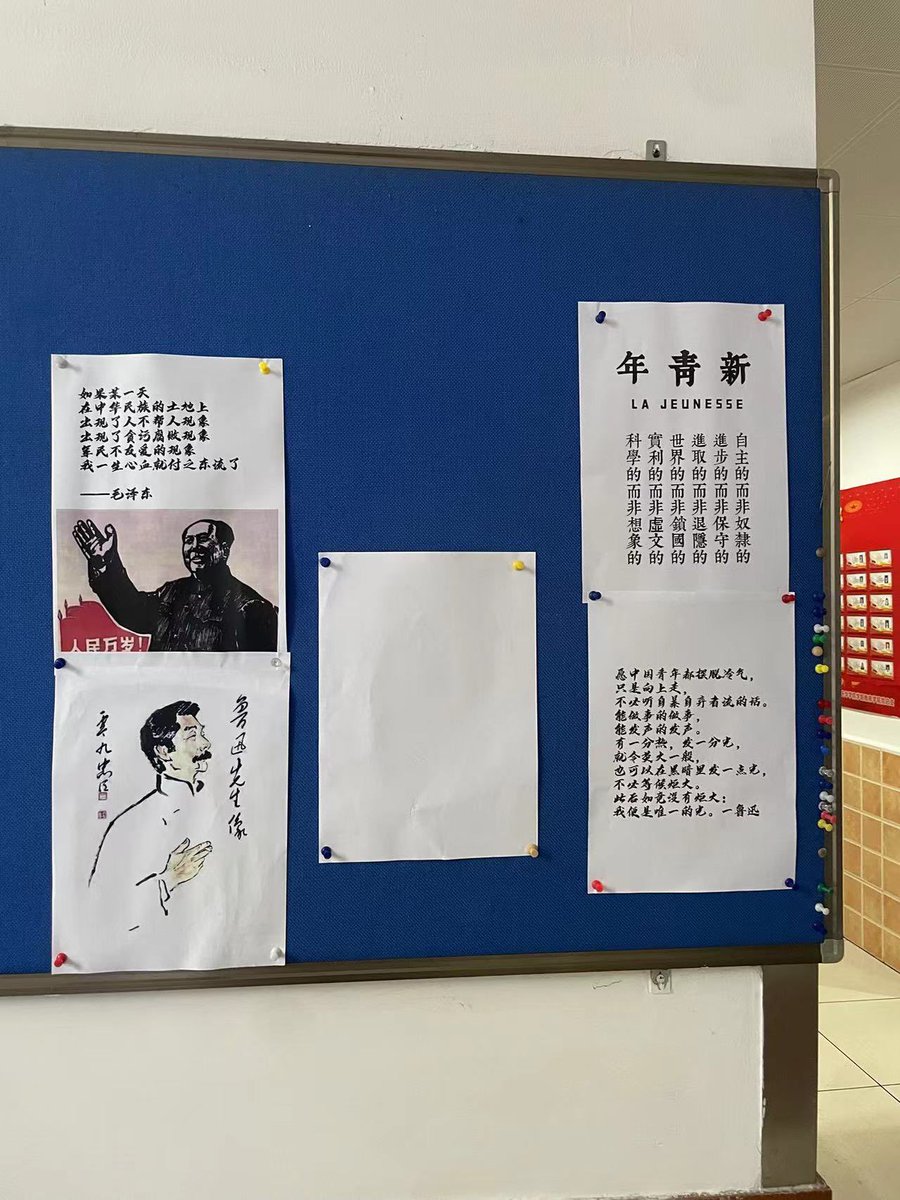 如果某一天
在中华民族的土地上
出现了人不帮人现象
出现了贪污腐败现象
军民不友爱的现象
我一生心血就付之东流了
——毛泽东
人民万岁!
鲁迅先生像
新青年
LA JEUNESSE
自主的而非奴隸的
進步的而非保守的
進取的而非退隱的
世界的而非鎖國的
實利的而非虛文的
科學的而非想象的
愿中国青年都摆脱冷气,
只是向上走,
不必听自暴自弃者流的话。
能做事的做事,
能发声的发声。
有一分热,发一分光,
就令萤火一般,
也可以在黑暗里发一点光,
不必等候炬火。
此后如竟没有炬火:
我便是唯一的光。—鲁迅